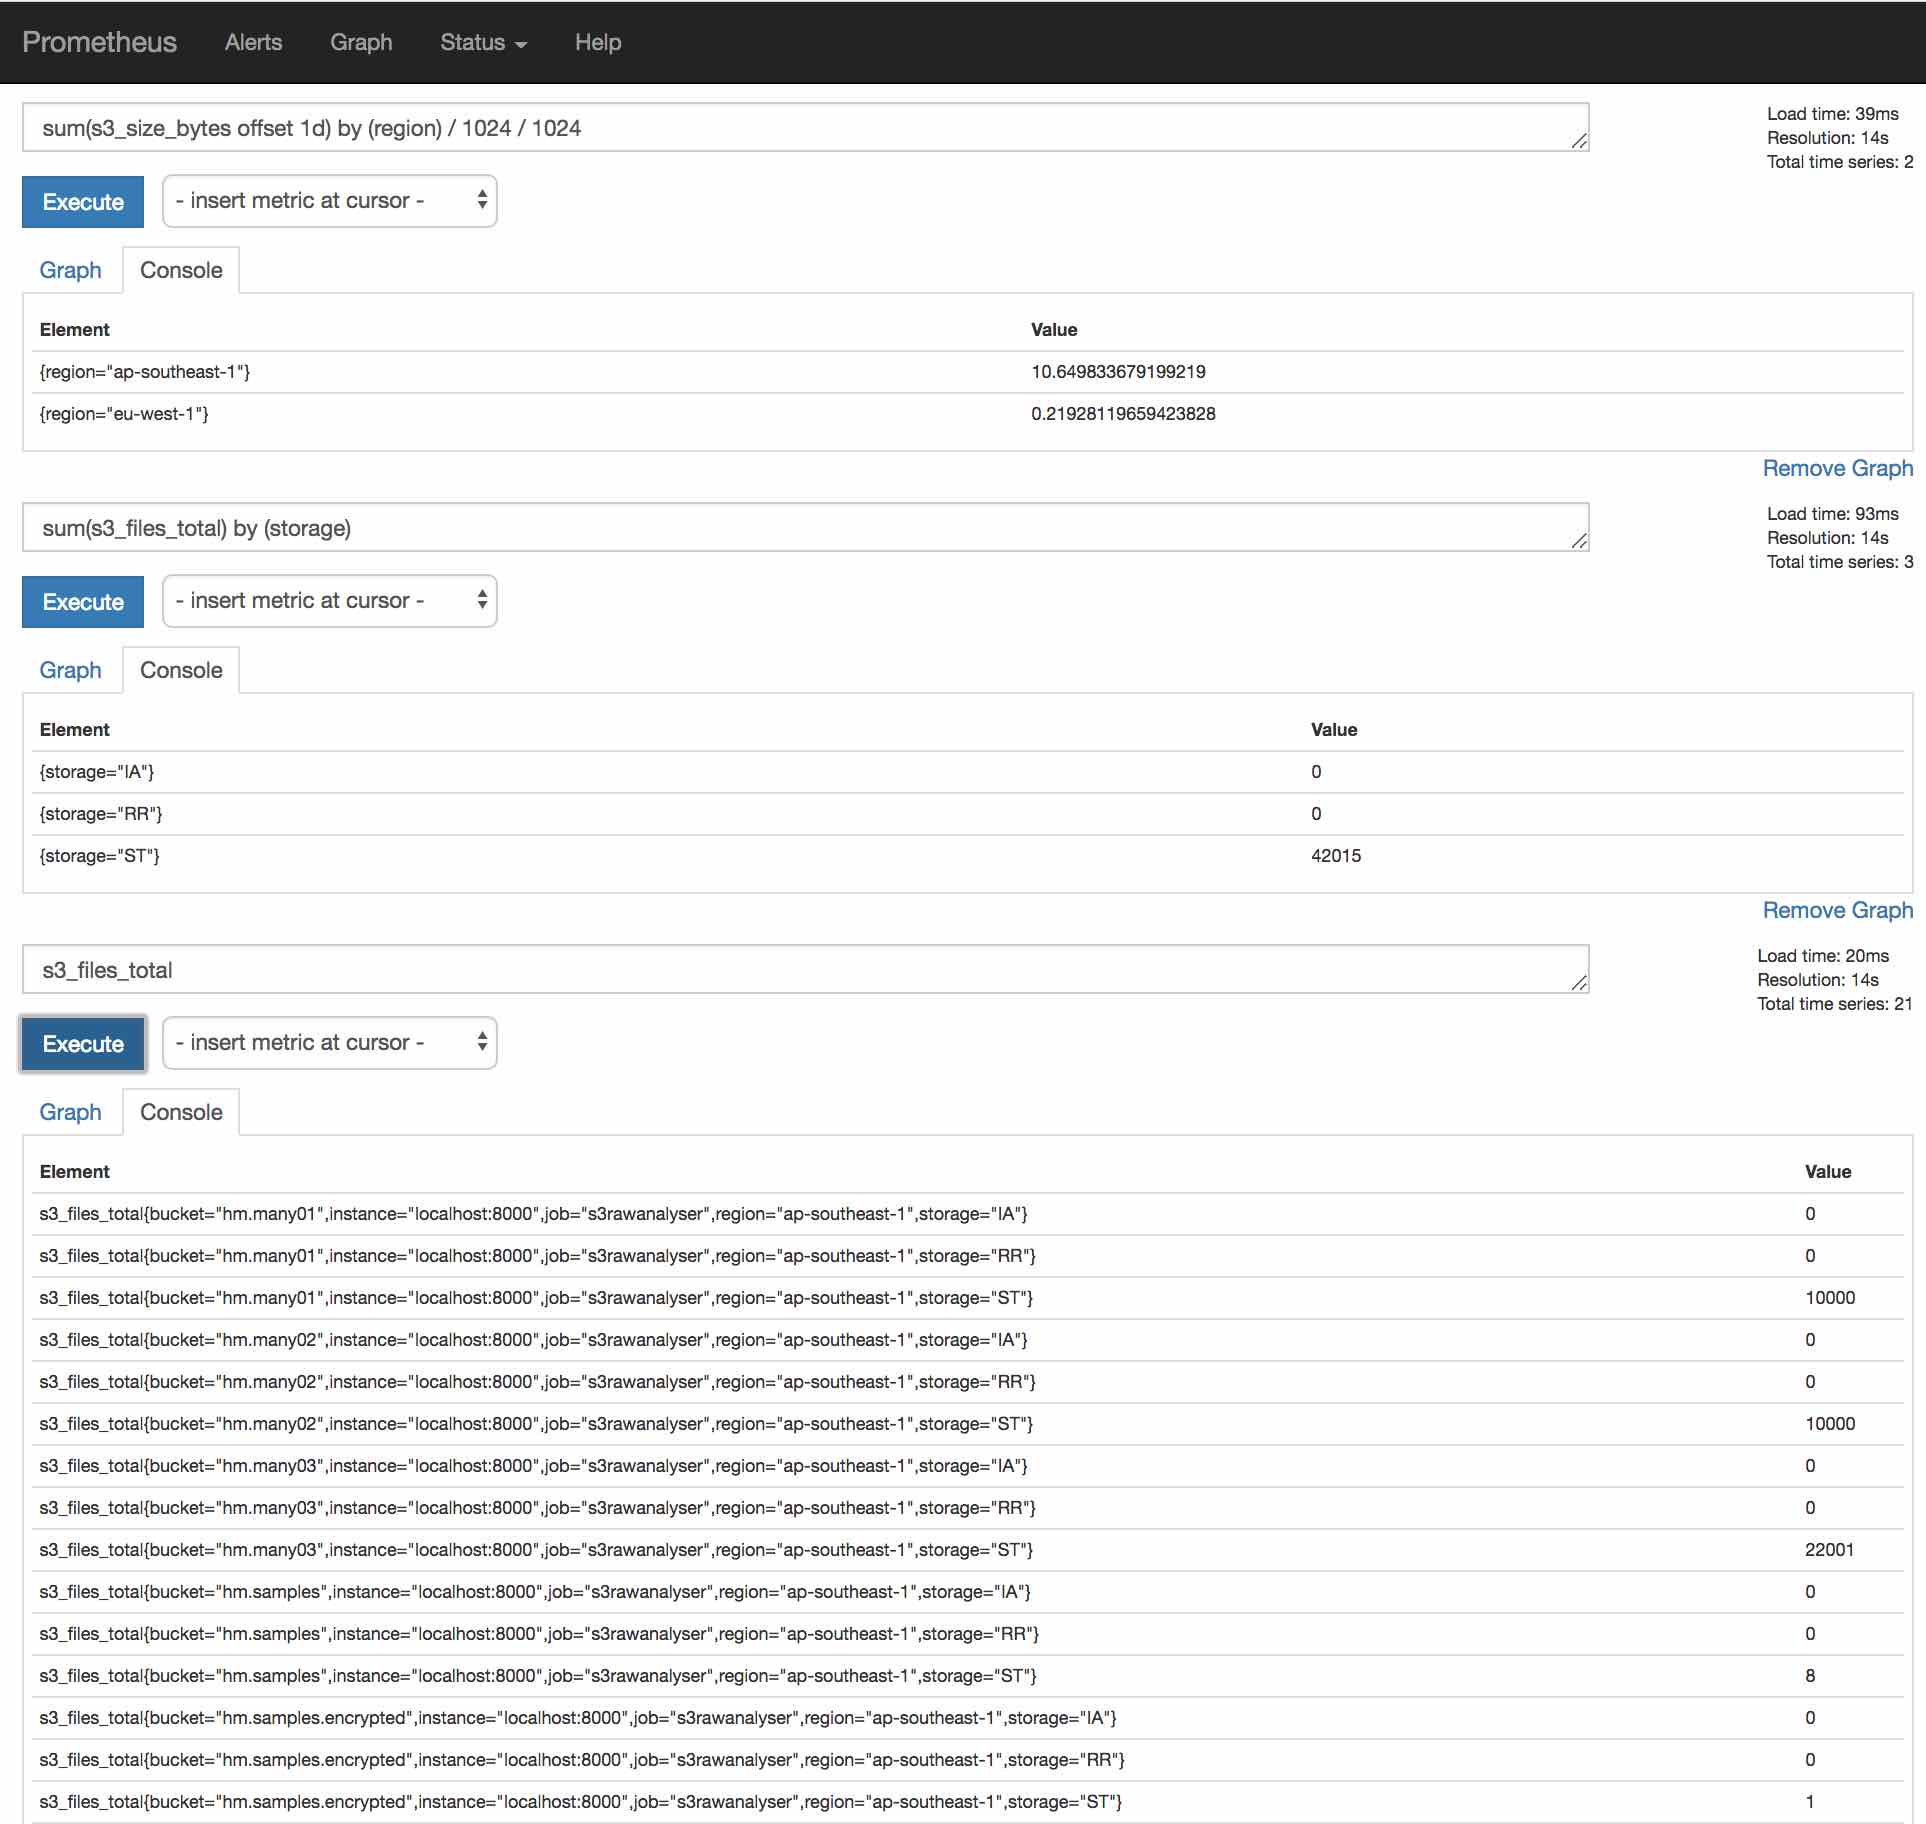 Prometheus Alerts Graph Status Help
sum(s3_size_bytes offset 1d) by (region) / 1024 / 1024
Load time: 39ms
Resolution: 14s
Total time series: 2
Execute - insert metric at cursor -
Graph Console
Element Value
{region="ap-southeast-1"} 10.649833679199219
{region="eu-west-1"} 0.21928119659423828
Remove Graph
sum(s3_files_total) by (storage)
Load time: 93ms
Resolution: 14s
Total time series: 3
Execute - insert metric at cursor -
Graph Console
Element Value
{storage="IA"} 0
{storage="RR"} 0
{storage="ST"} 42015
Remove Graph
s3_files_total
Load time: 20ms
Resolution: 14s
Total time series: 21
Execute - insert metric at cursor -
Graph Console
Element Value
s3_files_total{bucket="hm.many01",instance="localhost:8000",job="s3rawanalyser",region="ap-southeast-1",storage="IA"} 0
s3_files_total{bucket="hm.many01",instance="localhost:8000",job="s3rawanalyser",region="ap-southeast-1",storage="RR"} 0
s3_files_total{bucket="hm.many01",instance="localhost:8000",job="s3rawanalyser",region="ap-southeast-1",storage="ST"} 10000
s3_files_total{bucket="hm.many02",instance="localhost:8000",job="s3rawanalyser",region="ap-southeast-1",storage="IA"} 0
s3_files_total{bucket="hm.many02",instance="localhost:8000",job="s3rawanalyser",region="ap-southeast-1",storage="RR"} 0
s3_files_total{bucket="hm.many02",instance="localhost:8000",job="s3rawanalyser",region="ap-southeast-1",storage="ST"} 10000
s3_files_total{bucket="hm.many03",instance="localhost:8000",job="s3rawanalyser",region="ap-southeast-1",storage="IA"} 0
s3_files_total{bucket="hm.many03",instance="localhost:8000",job="s3rawanalyser",region="ap-southeast-1",storage="RR"} 0
s3_files_total{bucket="hm.many03",instance="localhost:8000",job="s3rawanalyser",region="ap-southeast-1",storage="ST"} 22001
s3_files_total{bucket="hm.samples",instance="localhost:8000",job="s3rawanalyser",region="ap-southeast-1",storage="IA"} 0
s3_files_total{bucket="hm.samples",instance="localhost:8000",job="s3rawanalyser",region="ap-southeast-1",storage="RR"} 0
s3_files_total{bucket="hm.samples",instance="localhost:8000",job="s3rawanalyser",region="ap-southeast-1",storage="ST"} 8
s3_files_total{bucket="hm.samples.encrypted",instance="localhost:8000",job="s3rawanalyser",region="ap-southeast-1",storage="IA"} 0
s3_files_total{bucket="hm.samples.encrypted",instance="localhost:8000",job="s3rawanalyser",region="ap-southeast-1",storage="RR"} 0
s3_files_total{bucket="hm.samples.encrypted",instance="localhost:8000",job="s3rawanalyser",region="ap-southeast-1",storage="ST"} 1